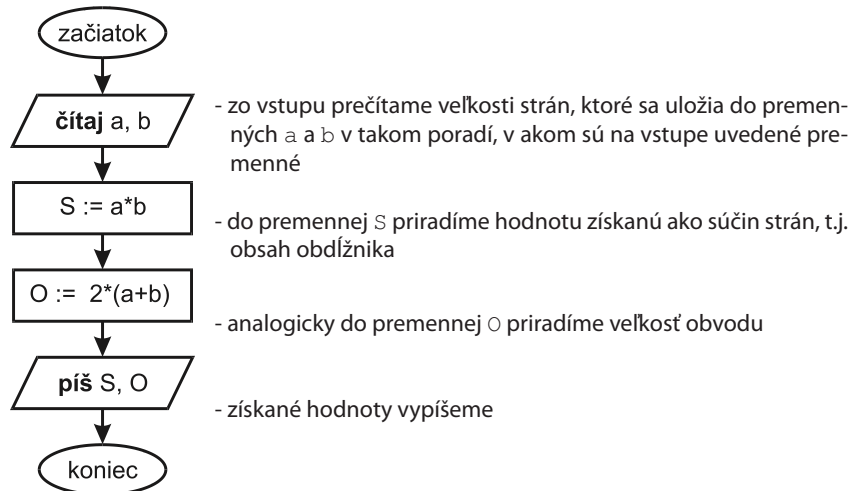 začiatok
čítaj a, b
- zo vstupu prečítame veľkosti strán, ktoré sa uložia do premen-
ných a a b v takom poradí, v akom sú na vstupe uvedené pre-
menné
S := a*b
- do premennej S priradíme hodnotu získanú ako súčin strán, t.j.
obsah obdĺžnika
O := 2*(a+b)
- analogicky do premennej O priradíme veľkosť obvodu
píš S, O
- získané hodnoty vypíšeme
koniec